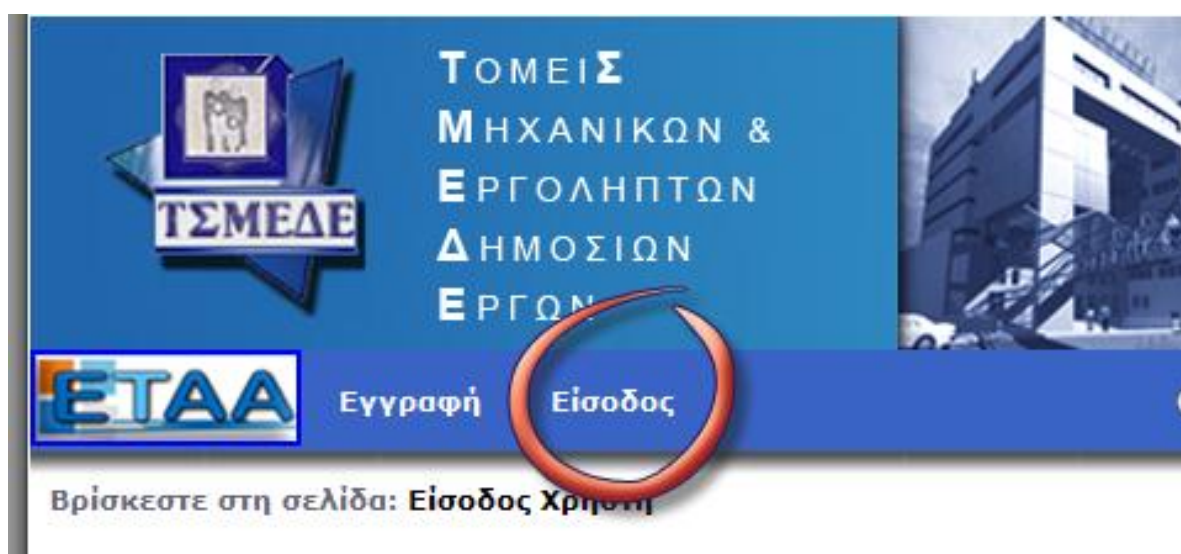 ΤΟΜΕΙΣ
ΜΗΧΑΝΙΚΩΝ &
ΕΡΓΟΛΗΠΤΩΝ
ΔΗΜΟΣΙΩΝ
ΕΡΓΩΝ
ΤΣΜΕΔΕ
ΕΤΑΑ
Εγγραφή Είσοδος
Βρίσκεστε στη σελίδα: Είσοδος Χρήστη